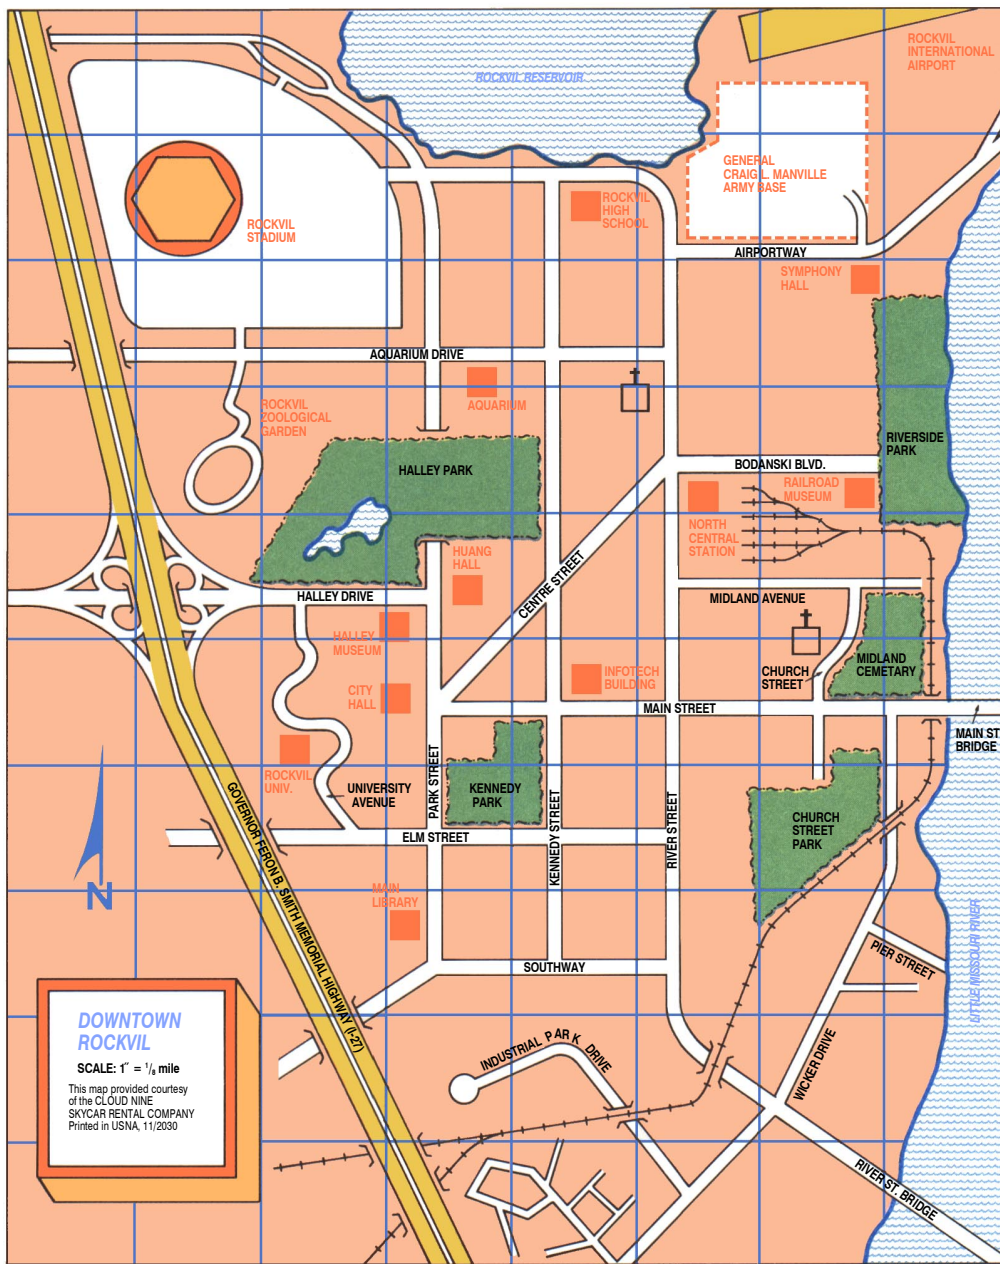 ROCKVIL
INTERNATIONAL
AIRPORT
ROCKVIL RESERVOIR
GENERAL
CRAIG L. MANVILLE
ARMY BASE
ROCKVIL
HIGH
SCHOOL
ROCKVIL
STADIUM
AIRPORTWAY
SYMPHONY
HALL
AQUARIUM DRIVE
AQUARIUM
ROCKVIL
ZOOLOGICAL
GARDEN
RIVERSIDE
PARK
HALLEY PARK
BODANSKI BLVD.
RAILROAD
MUSEUM
NORTH
CENTRAL
STATION
HUANG
HALL
CENTRE STREET
HALLEY DRIVE
MIDLAND AVENUE
HALLEY
MUSEUM
CHURCH
STREET
MIDLAND
CEMETARY
INFOTECH
BUILDING
CITY
HALL
MAIN STREET
MAIN ST.
BRIDGE
ROCKVIL
UNIV.
UNIVERSITY
AVENUE
PARK STREET
KENNEDY
PARK
KENNEDY STREET
RIVER STREET
CHURCH
STREET
PARK
ELM STREET
GOVERNOR FERON B. SMITH MEMORIAL HIGHWAY (I-27)
N
MAIN
LIBRARY
SOUTHWAY
PIER STREET
LITTLE MISSOURI RIVER
WICKER DRIVE
INDUSTRIAL PARK DRIVE
RIVER ST. BRIDGE
DOWNTOWN
ROCKVIL
SCALE: 1" = 1/8 mile
This map provided courtesy
of the CLOUD NINE
SKYCAR RENTAL COMPANY
Printed in USNA, 11/2030